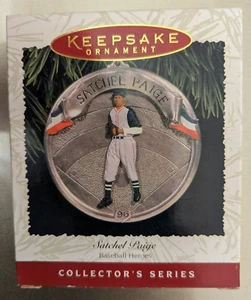 KEEPSAKE
ORNAMENT
SATCHEL PAIGE
96
Satchel Paige
Baseball Heroes
COLLECTOR'S SERIES